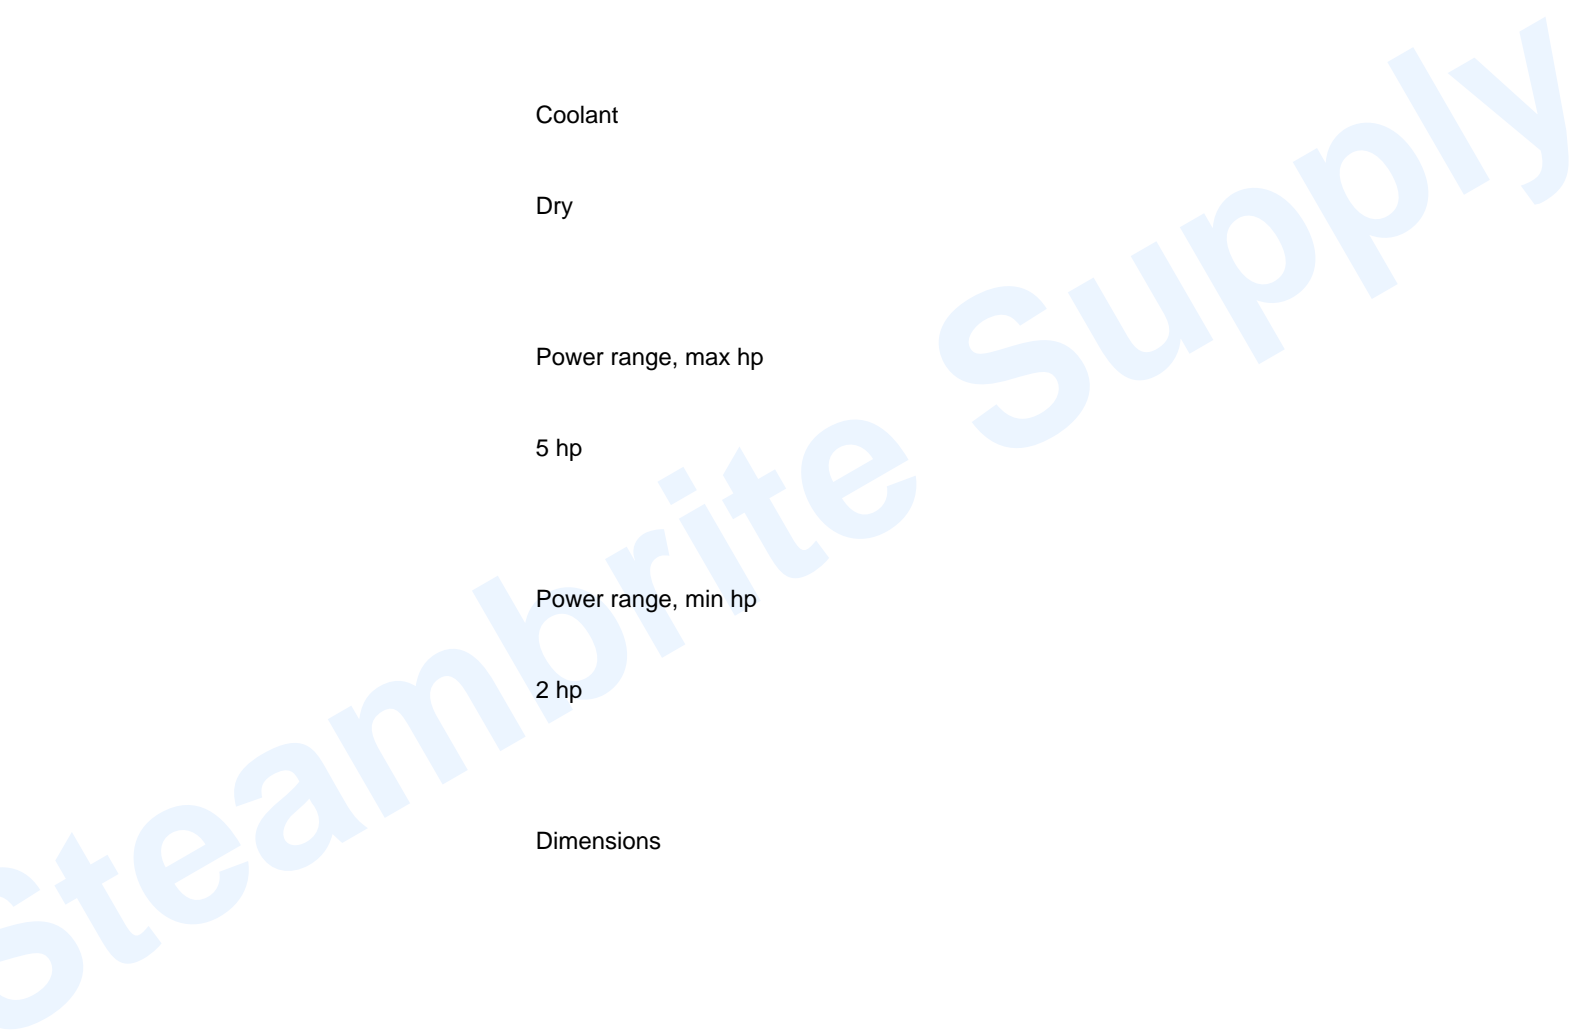 Coolant
Dry
Power range, max hp
5 hp
Power range, min hp
2 hp
Dimensions
Steambrite Supply